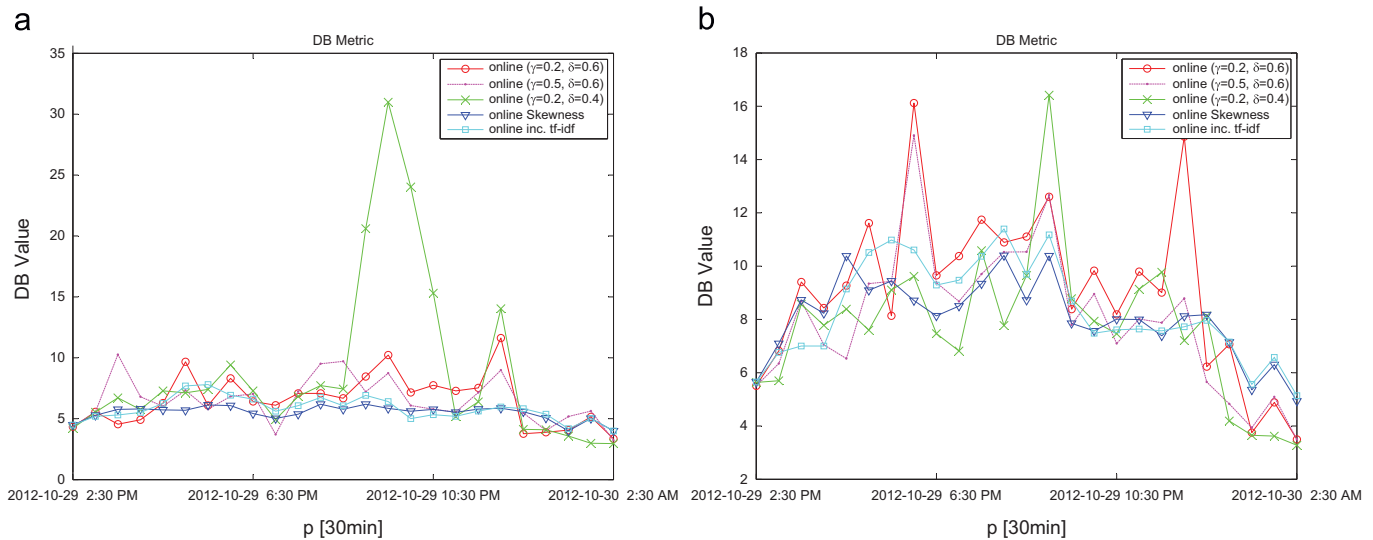 a
DB Metric
35
30
25
20
15
10
5
0
DB Value
online (γ=0.2, δ=0.6)
online (γ=0.5, δ=0.6)
online (γ=0.2, δ=0.4)
online Skewness
online inc. tf-idf
2012-10-29 2:30 PM
2012-10-29 6:30 PM
2012-10-29 10:30 PM
2012-10-30 2:30 AM
p [30min]
b
DB Metric
18
16
14
12
10
8
6
4
2
DB Value
online (γ=0.2, δ=0.6)
online (γ=0.5, δ=0.6)
online (γ=0.2, δ=0.4)
online Skewness
online inc. tf-idf
2012-10-29 2:30 PM
2012-10-29 6:30 PM
2012-10-29 10:30 PM
2012-10-30 2:30 AM
p [30min]